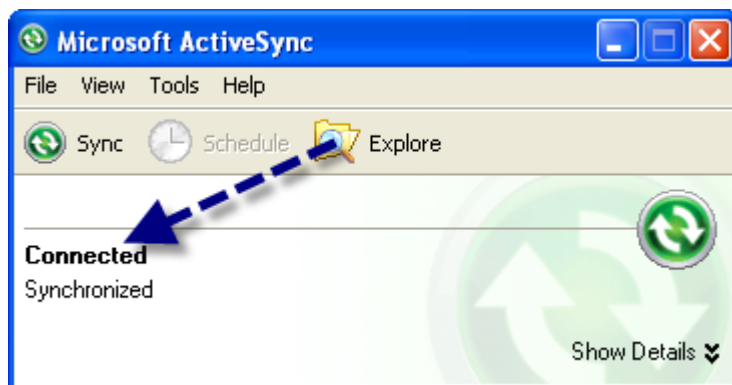 Microsoft ActiveSync
File View Tools Help
Sync Schedule Explore
Connected
Synchronized
Show Details